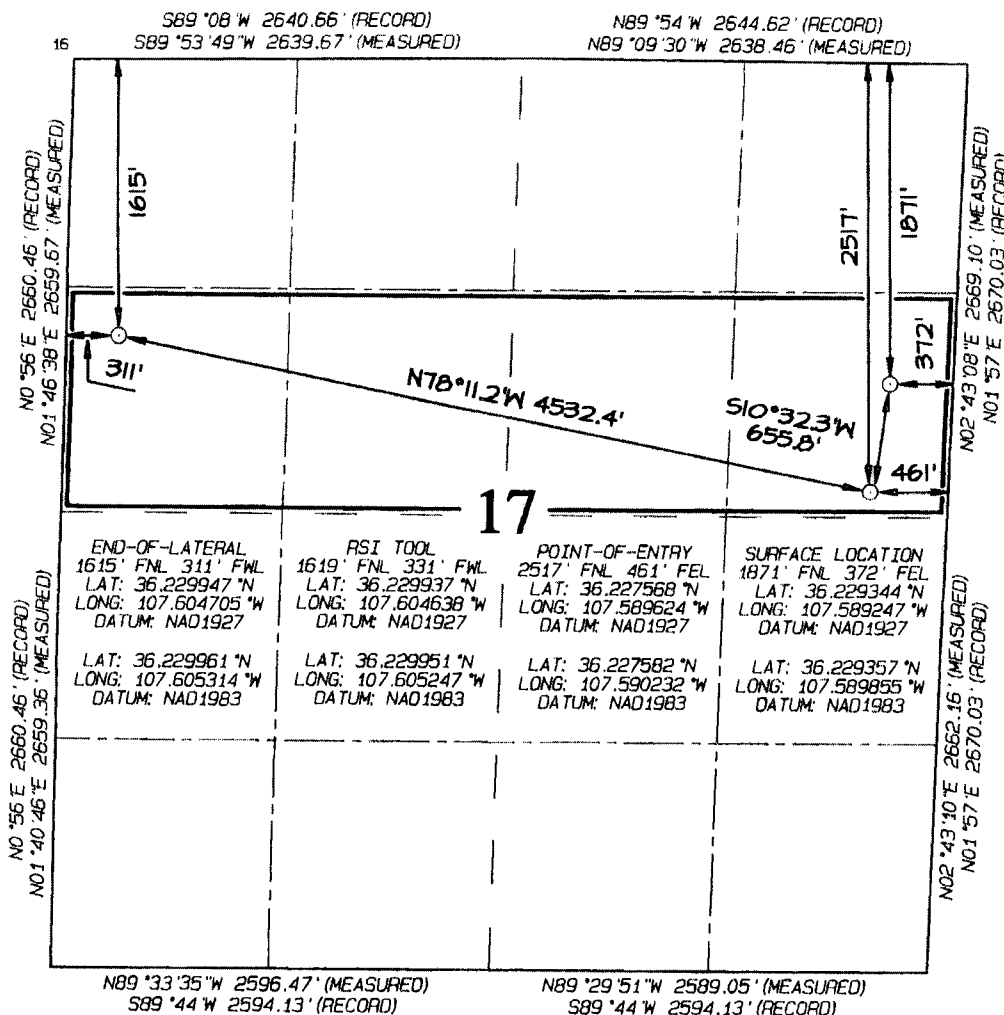 S89°08'W 2640.66' (RECORD)
S89°53'49"W 2639.67' (MEASURED)
N89°54'W 2644.62' (RECORD)
N89°09'30"W 2638.46' (MEASURED)
16
N0°56'E 2660.46' (RECORD)
N01°46'38"E 2659.67' (MEASURED)
1615'
2517'
1871'
N02°43'08"E 2669.10' (MEASURED)
N01°57'E 2670.03' (RECORD)
311'
372'
N78°11.2'W 4532.4'
S10°32.3'W
655.8'
461'
17
END-OF-LATERAL
1615' FNL 311' FWL
LAT: 36.229947°N
LONG: 107.604705°W
DATUM: NAD1927
LAT: 36.229961°N
LONG: 107.605314°W
DATUM: NAD1983
RSI TOOL
1619' FNL 331' FWL
LAT: 36.229937°N
LONG: 107.604638°W
DATUM: NAD1927
LAT: 36.229951°N
LONG: 107.605247°W
DATUM: NAD1983
POINT-OF-ENTRY
2517' FNL 461' FEL
LAT: 36.227568°N
LONG: 107.589624°W
DATUM: NAD1927
LAT: 36.227582°N
LONG: 107.590232°W
DATUM: NAD1983
SURFACE LOCATION
1871' FNL 372' FEL
LAT: 36.229344°N
LONG: 107.589247°W
DATUM: NAD1927
LAT: 36.229357°N
LONG: 107.589855°W
DATUM: NAD1983
N0°56'E 2660.46' (RECORD)
N01°40'46"E 2659.36' (MEASURED)
N02°43'10"E 2662.16' (MEASURED)
N01°57'E 2670.03' (RECORD)
N89°33'35"W 2596.47' (MEASURED)
S89°44'W 2594.13' (RECORD)
N89°29'51"W 2589.05' (MEASURED)
S89°44'W 2594.13' (RECORD)